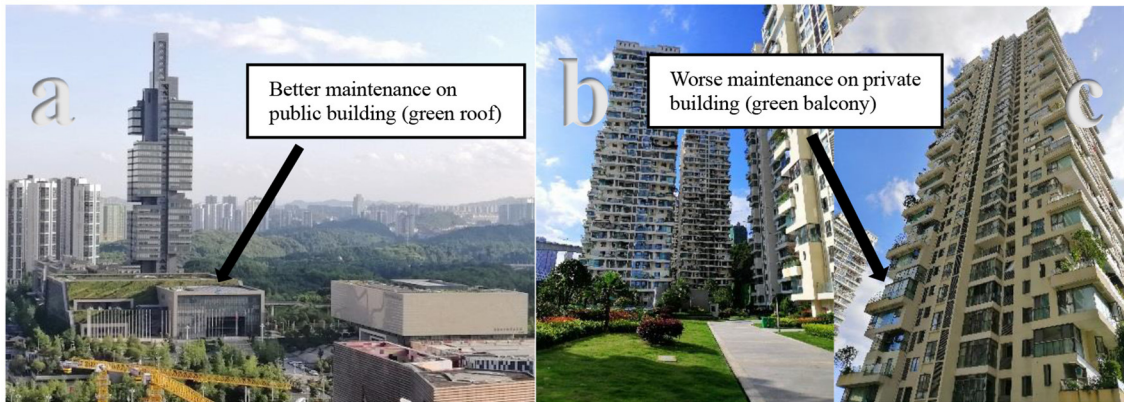 a
Better maintenance on
public building (green roof)
b
Worse maintenance on private
building (green balcony)
c